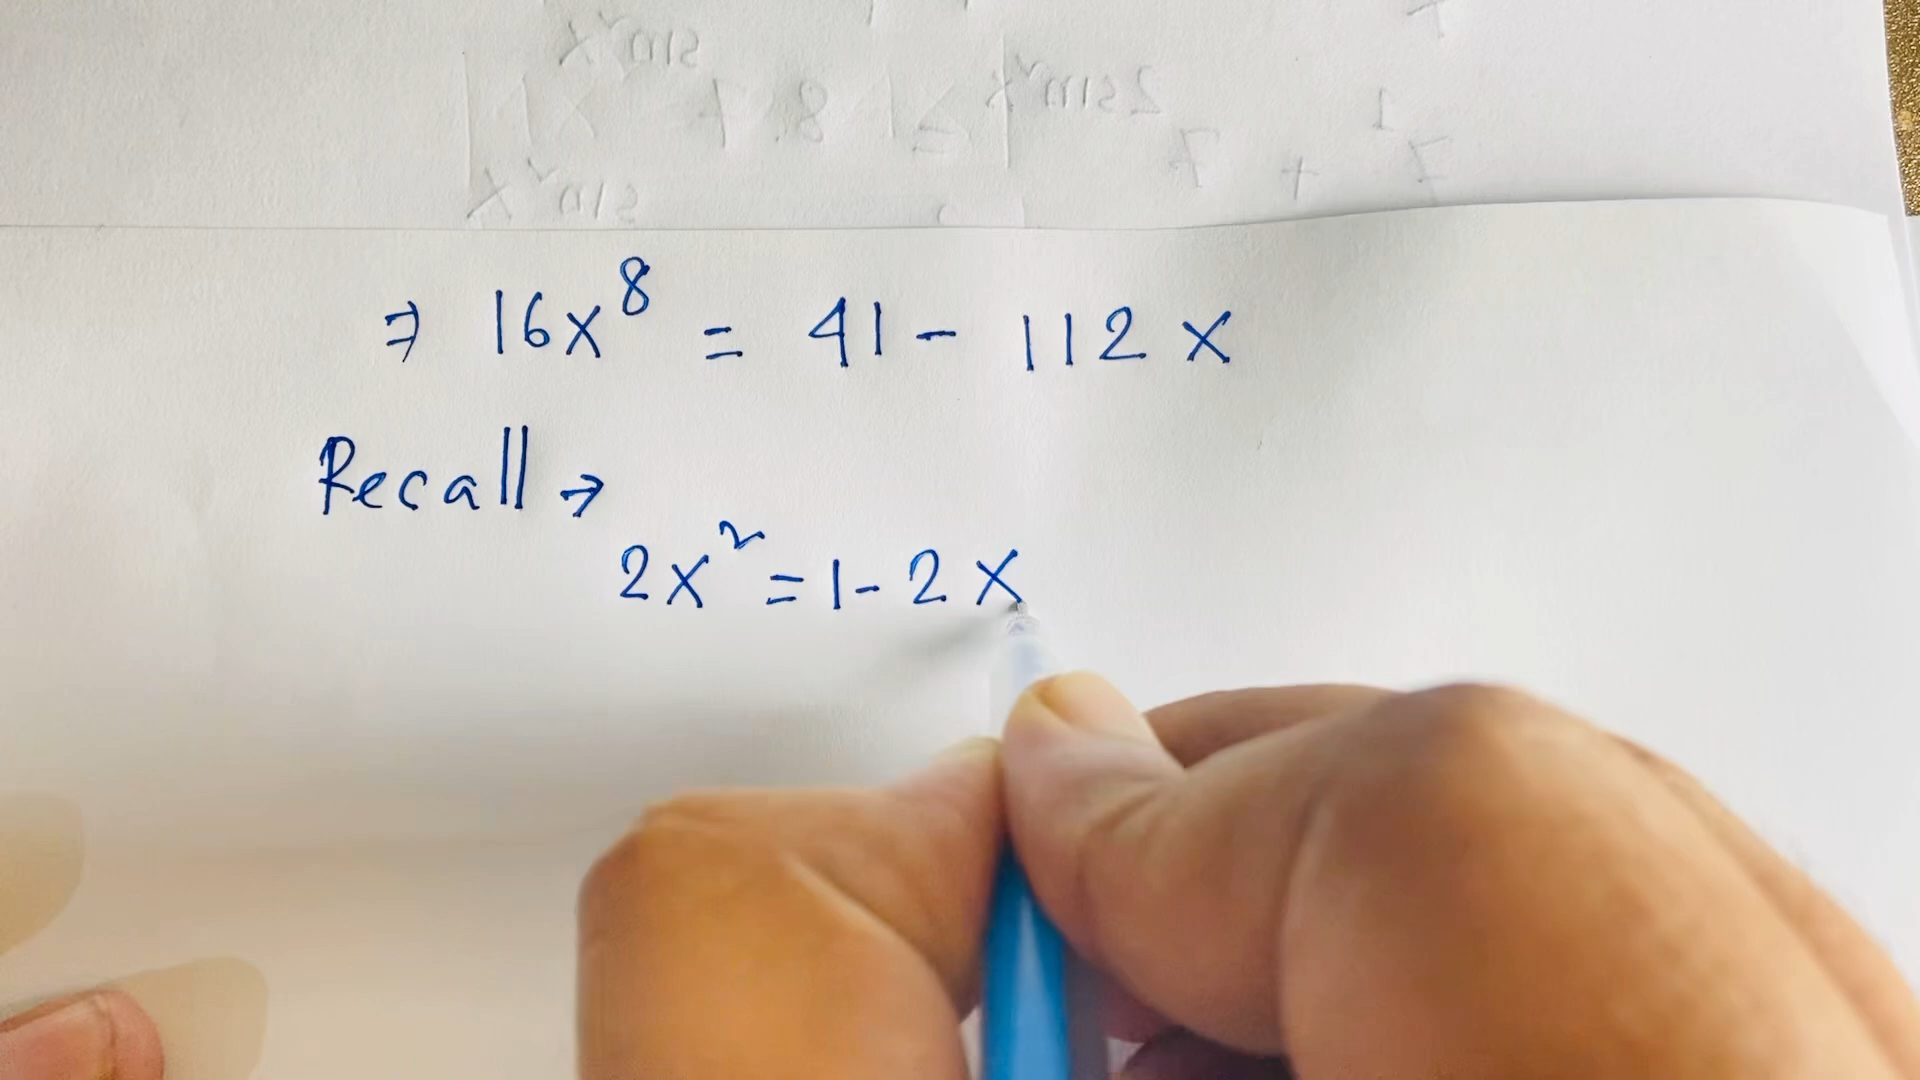 ⇒ 16x⁸ = 41 - 112x
Recall →
2x² = 1 - 2x